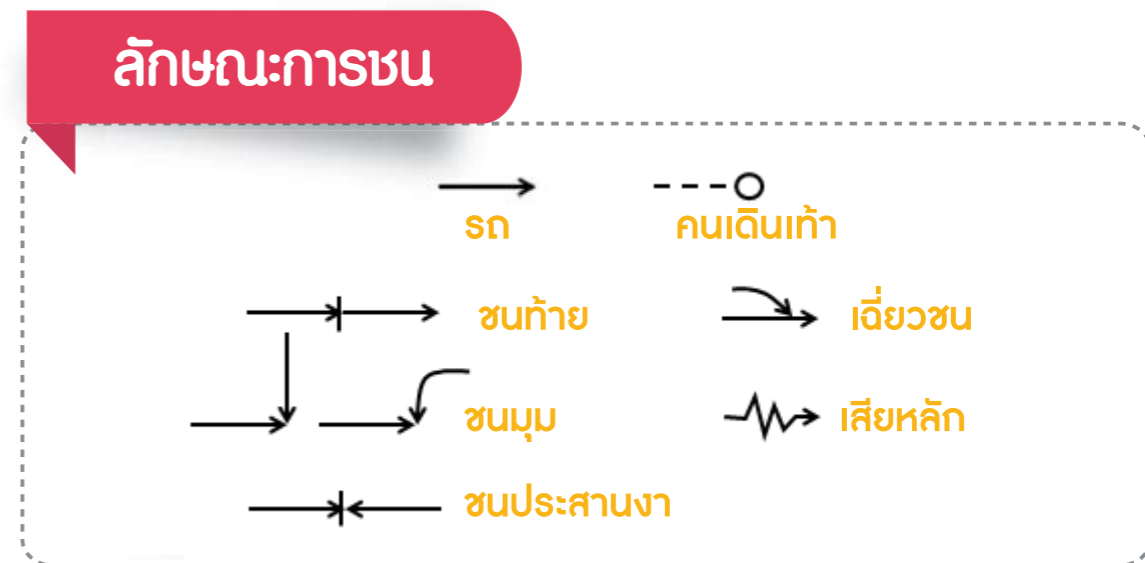 ลักษณะการชน
รถ
คนเดินเท้า
ชนท้าย
เฉี่ยวชน
ชนมุม
เสียหลัก
ชนประสานงา